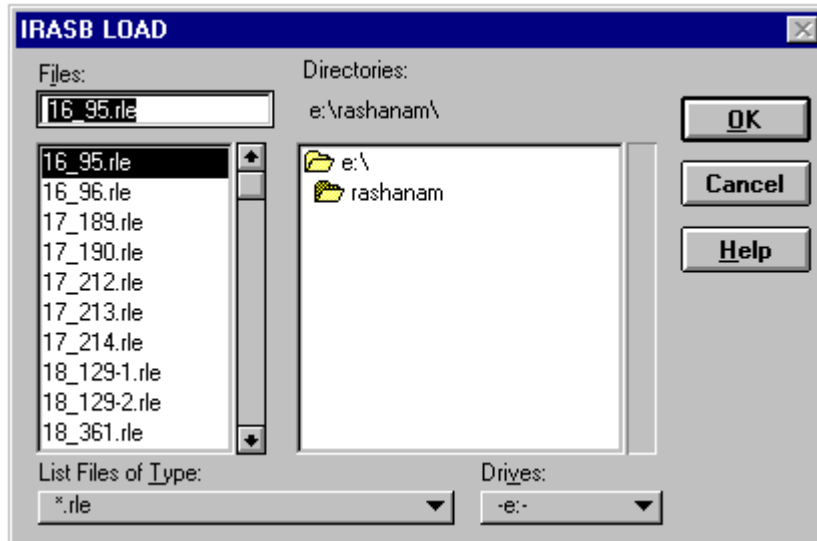 IRASB LOAD
Files:
16_95.rle
16_95.rle
16_96.rle
17_189.rle
17_190.rle
17_212.rle
17_213.rle
17_214.rle
18_129-1.rle
18_129-2.rle
18_361.rle
List Files of Type:
*.rle
Directories:
e:\rashanam\
e:\
rashanam
Drives:
-e:-
OK
Cancel
Help